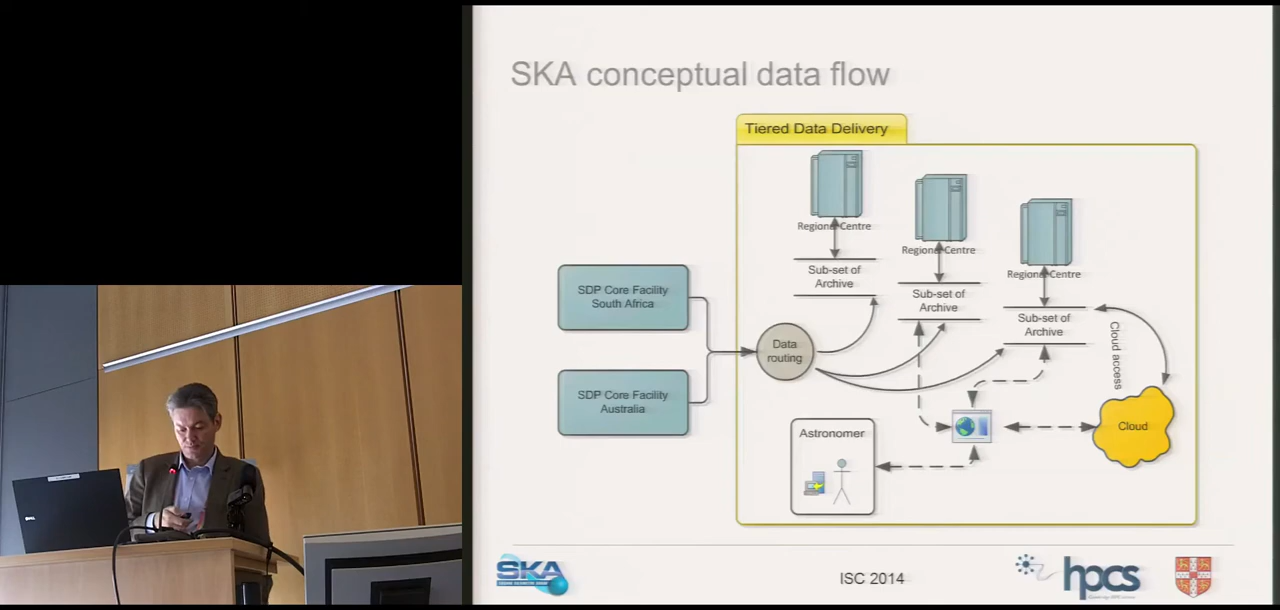 SKA conceptual data flow
Tiered Data Delivery
Regional Centre
Regional Centre
Regional Centre
Sub-set of
Archive
Sub-set of
Archive
Sub-set of
Archive
SDP Core Facility
South Africa
Data
routing
Cloud access
SDP Core Facility
Australia
Astronomer
Cloud
DELL
SKA
ISC 2014
hpcs